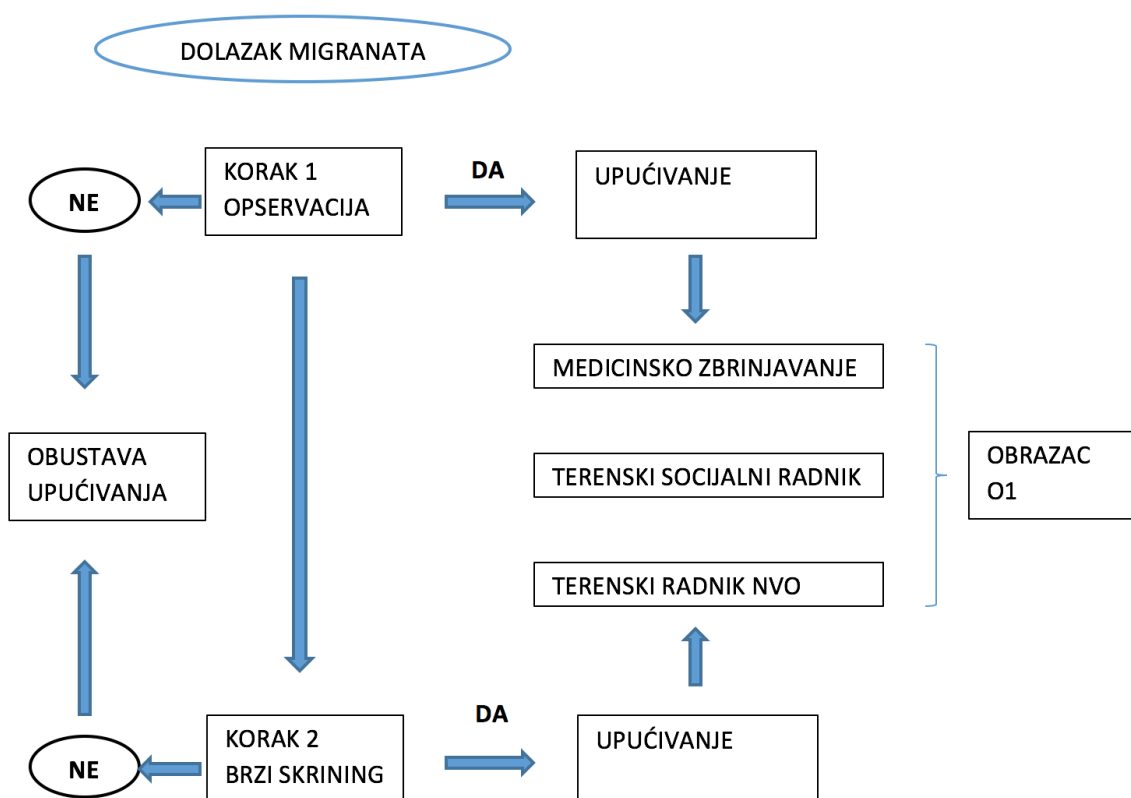 DOLAZAK MIGRANATA
NE
KORAK 1
OPSERVACIJA
DA
UPUĆIVANJE
MEDICINSKO ZBRINJAVANJE
OBUSTAVA
UPUĆIVANJA
TERENSKI SOCIJALNI RADNIK
OBRAZAC
O1
TERENSKI RADNIK NVO
NE
KORAK 2
BRZI SKRINING
DA
UPUĆIVANJE